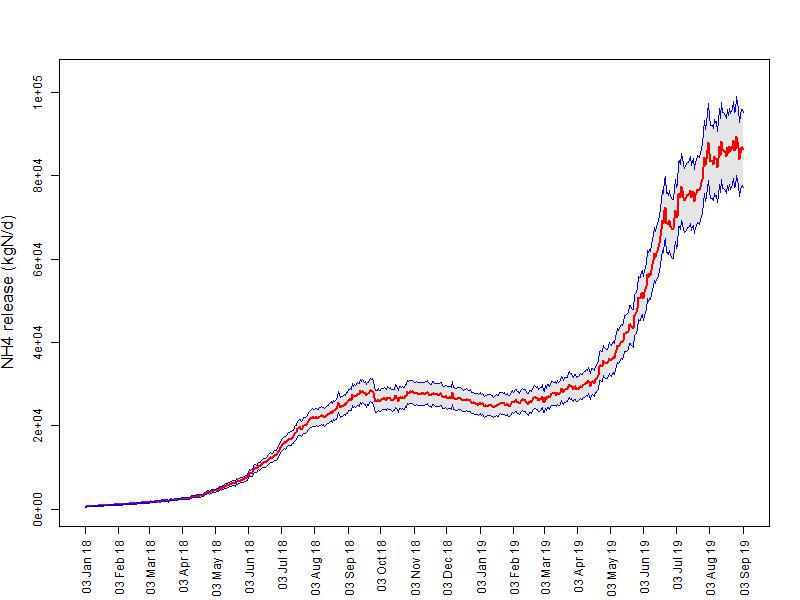 NH4 release (kgN/d)
1e+05
8e+04
6e+04
4e+04
2e+04
0e+00
03 Jan 18
03 Feb 18
03 Mar 18
03 Apr 18
03 May 18
03 Jun 18
03 Jul 18
03 Aug 18
03 Sep 18
03 Oct 18
03 Nov 18
03 Dec 18
03 Jan 19
03 Feb 19
03 Mar 19
03 Apr 19
03 May 19
03 Jun 19
03 Jul 19
03 Aug 19
03 Sep 19